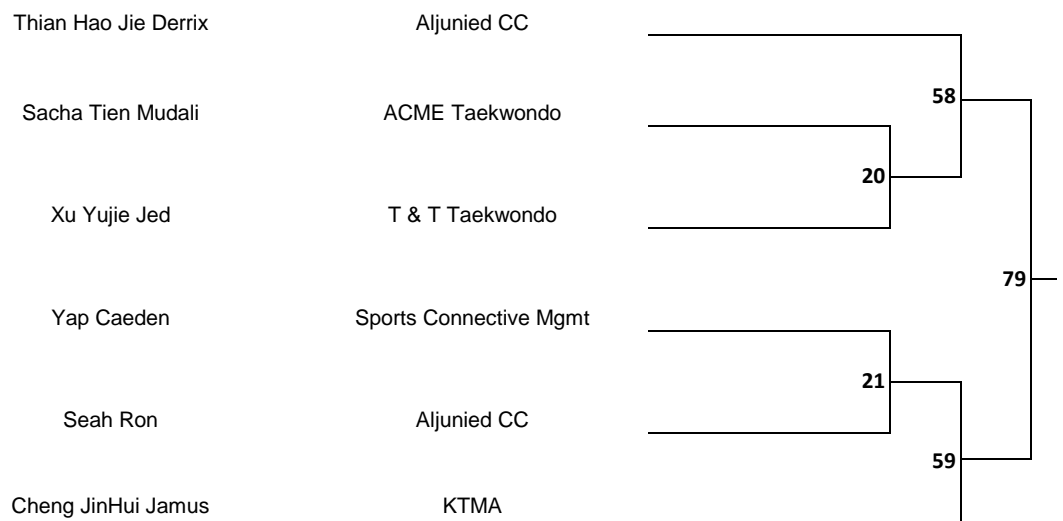 Thian Hao Jie Derrix Aljunied CC
58
Sacha Tien Mudali ACME Taekwondo
20
Xu Yujie Jed T & T Taekwondo
79
Yap Caeden Sports Connective Mgmt
21
Seah Ron Aljunied CC
59
Cheng JinHui Jamus KTMA